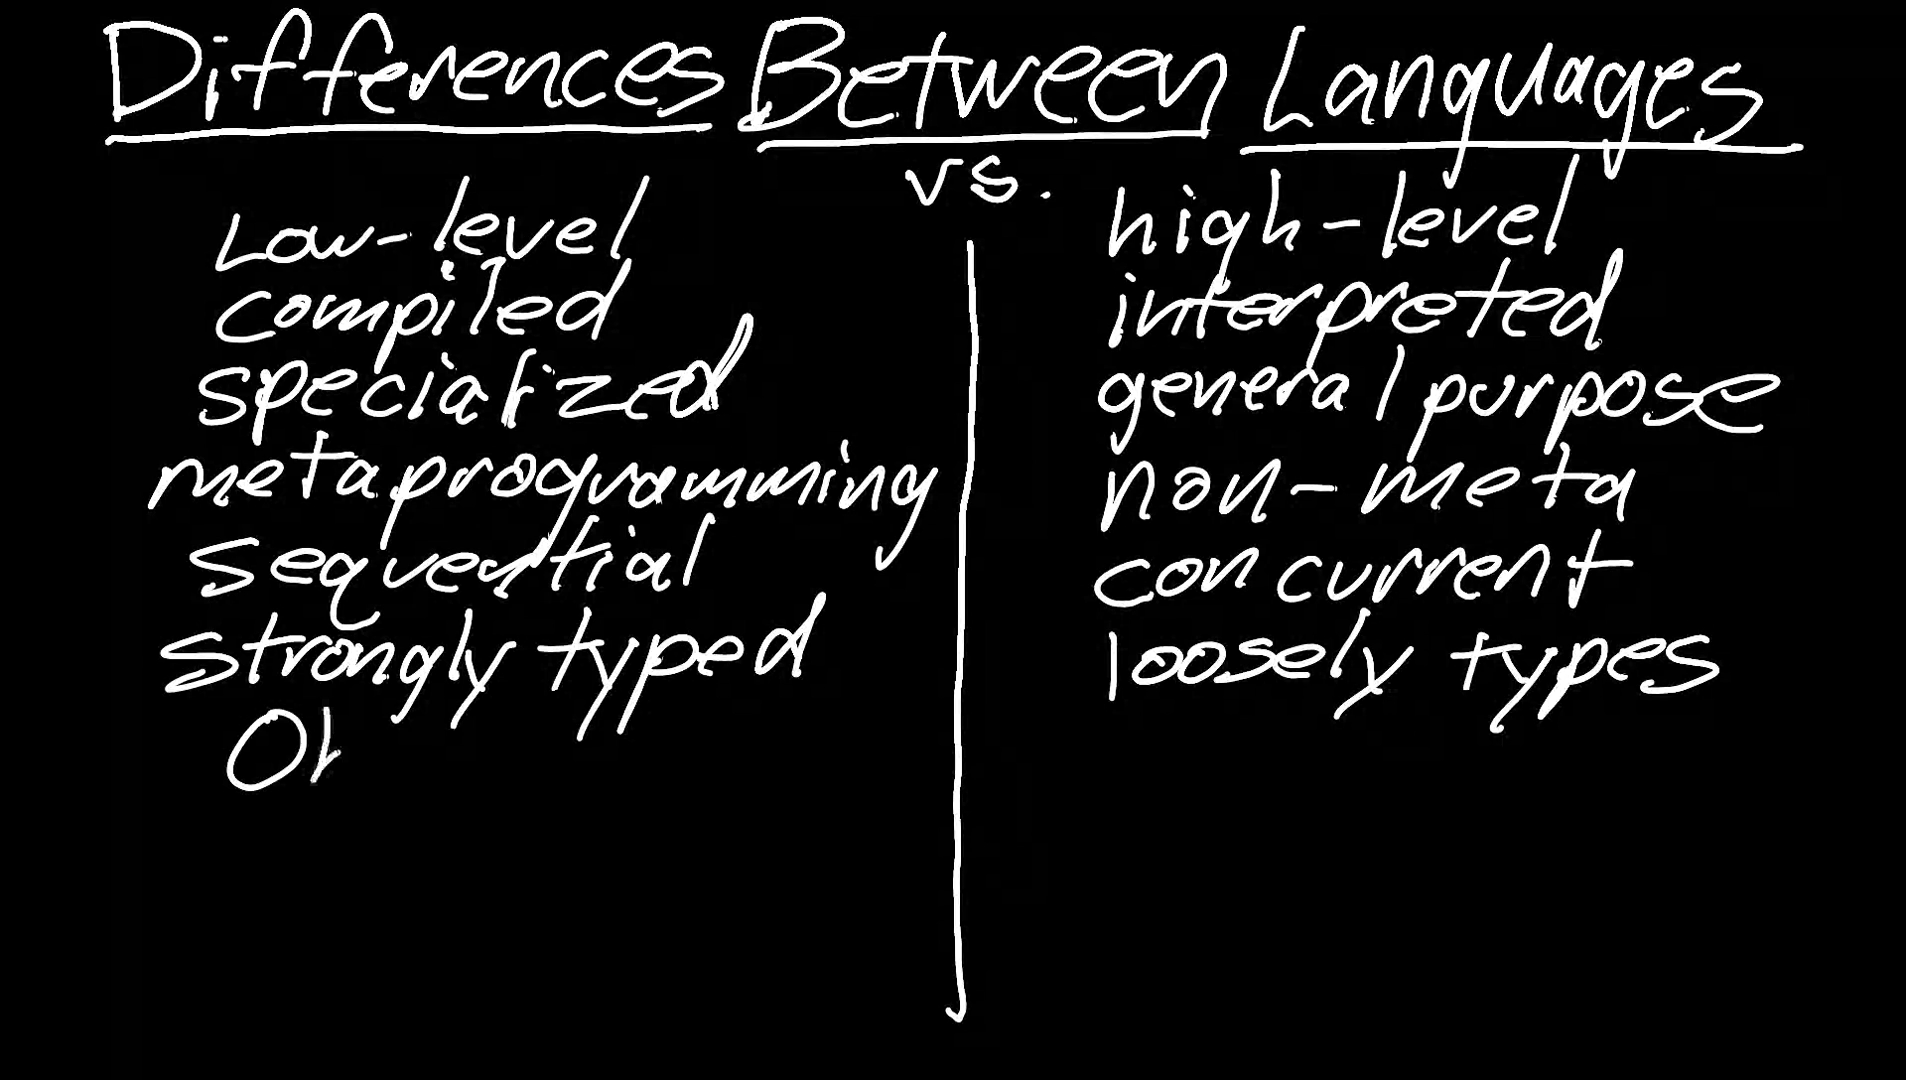 Differences Between Languages
vs.
Low-level
high-level
compiled
interpreted
specialized
general purpose
metaprogramming
non-meta
sequential
concurrent
strongly typed
loosely types